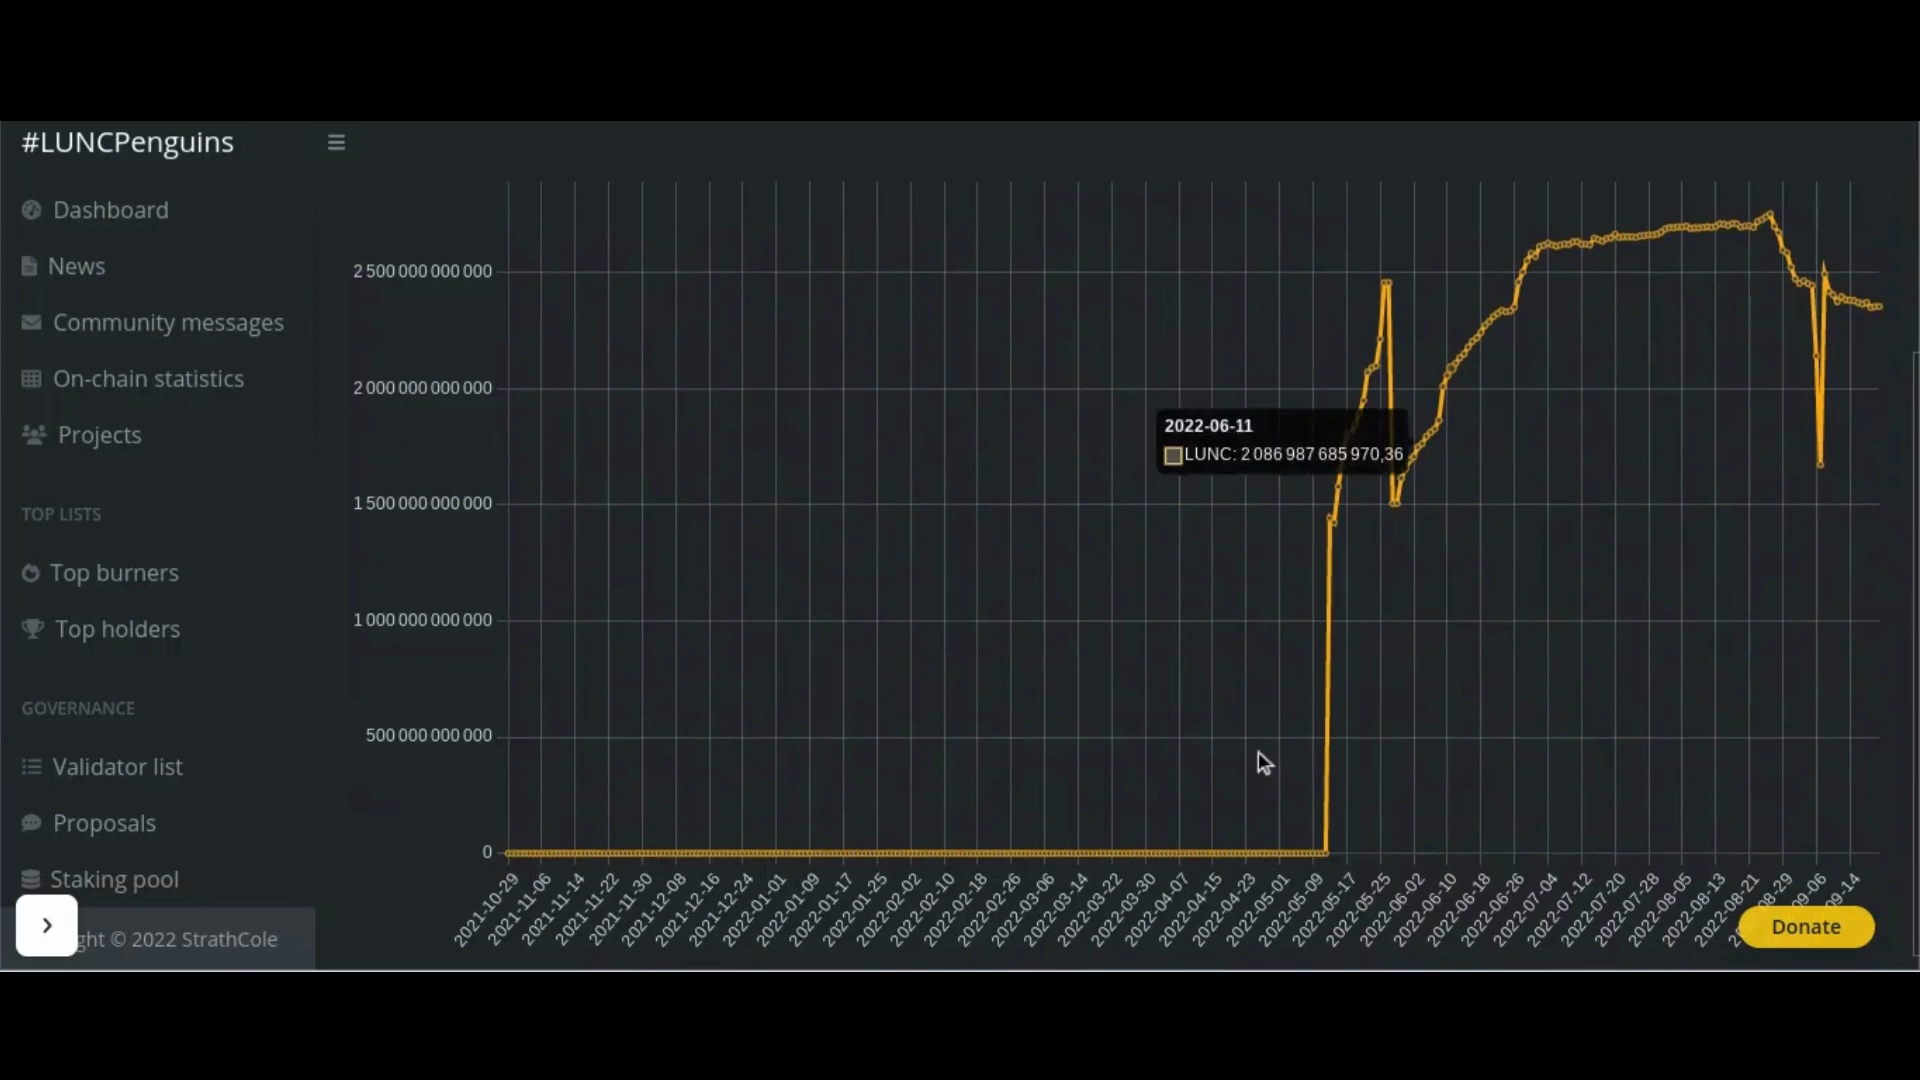 #LUNCPenguins
Dashboard
News
Community messages
On-chain statistics
Projects
TOP LISTS
Top burners
Top holders
GOVERNANCE
Validator list
Proposals
Staking pool
ght © 2022 StrathCole
2 500 000 000 000
2 000 000 000 000
1 500 000 000 000
1 000 000 000 000
500 000 000 000
0
2022-06-11
LUNC: 2 086 987 685 970,36
2021-10-29
2021-11-06
2021-11-14
2021-11-22
2021-11-30
2021-12-08
2021-12-16
2021-12-24
2022-01-01
2022-01-09
2022-01-17
2022-01-25
2022-02-02
2022-02-10
2022-02-18
2022-02-26
2022-03-06
2022-03-14
2022-03-22
2022-03-30
2022-04-07
2022-04-15
2022-04-23
2022-05-01
2022-05-09
2022-05-17
2022-05-25
2022-06-02
2022-06-10
2022-06-18
2022-06-26
2022-07-04
2022-07-12
2022-07-20
2022-07-28
2022-08-05
2022-08-13
2022-08-21
08-29
09-06
09-14
Donate